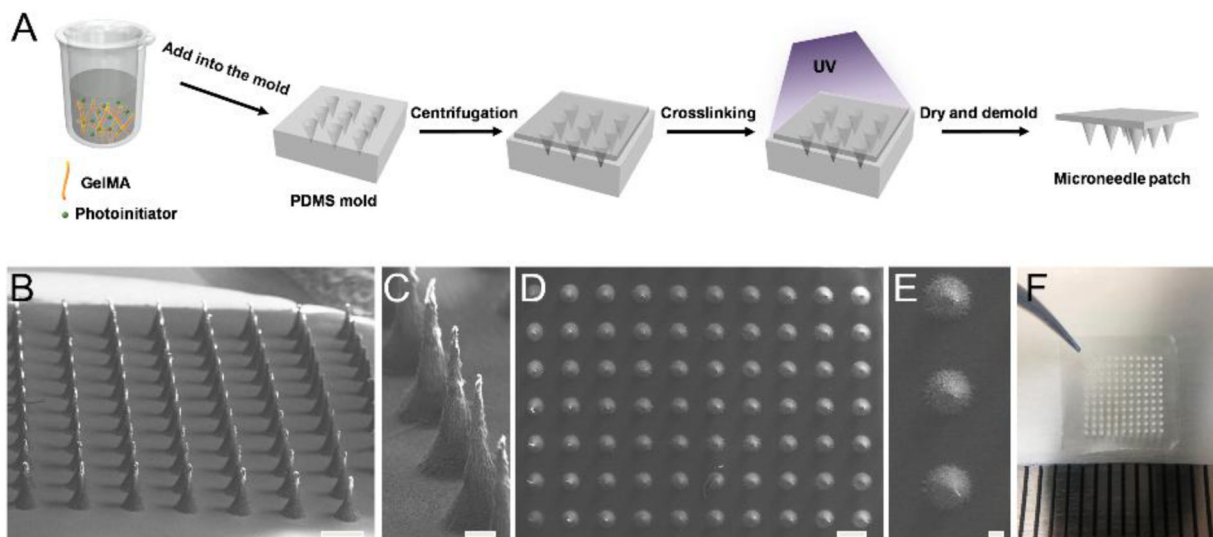 A
Add into the mold
Centrifugation
Crosslinking
UV
Dry and demold
GelMA
Photoinitiator
PDMS mold
Microneedle patch
B
C
D
E
F